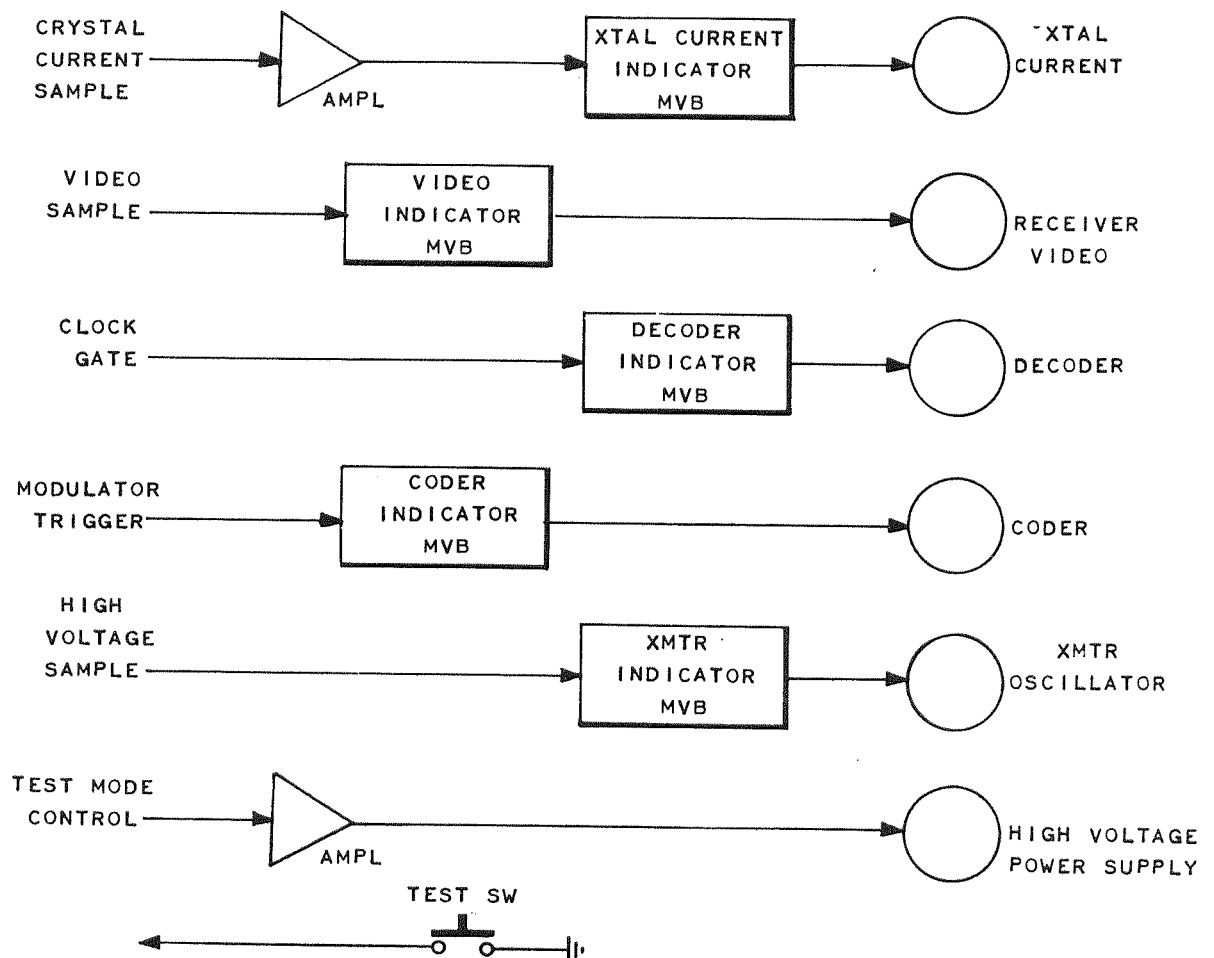 CRYSTAL
CURRENT
SAMPLE
AMPL
XTAL CURRENT
INDICATOR
MVB
XTAL
CURRENT
VIDEO
SAMPLE
VIDEO
INDICATOR
MVB
RECEIVER
VIDEO
CLOCK
GATE
DECODER
INDICATOR
MVB
DECODER
MODULATOR
TRIGGER
CODER
INDICATOR
MVB
CODER
HIGH
VOLTAGE
SAMPLE
XMTR
INDICATOR
MVB
XMTR
OSCILLATOR
TEST MODE
CONTROL
AMPL
HIGH VOLTAGE
POWER SUPPLY
TEST SW